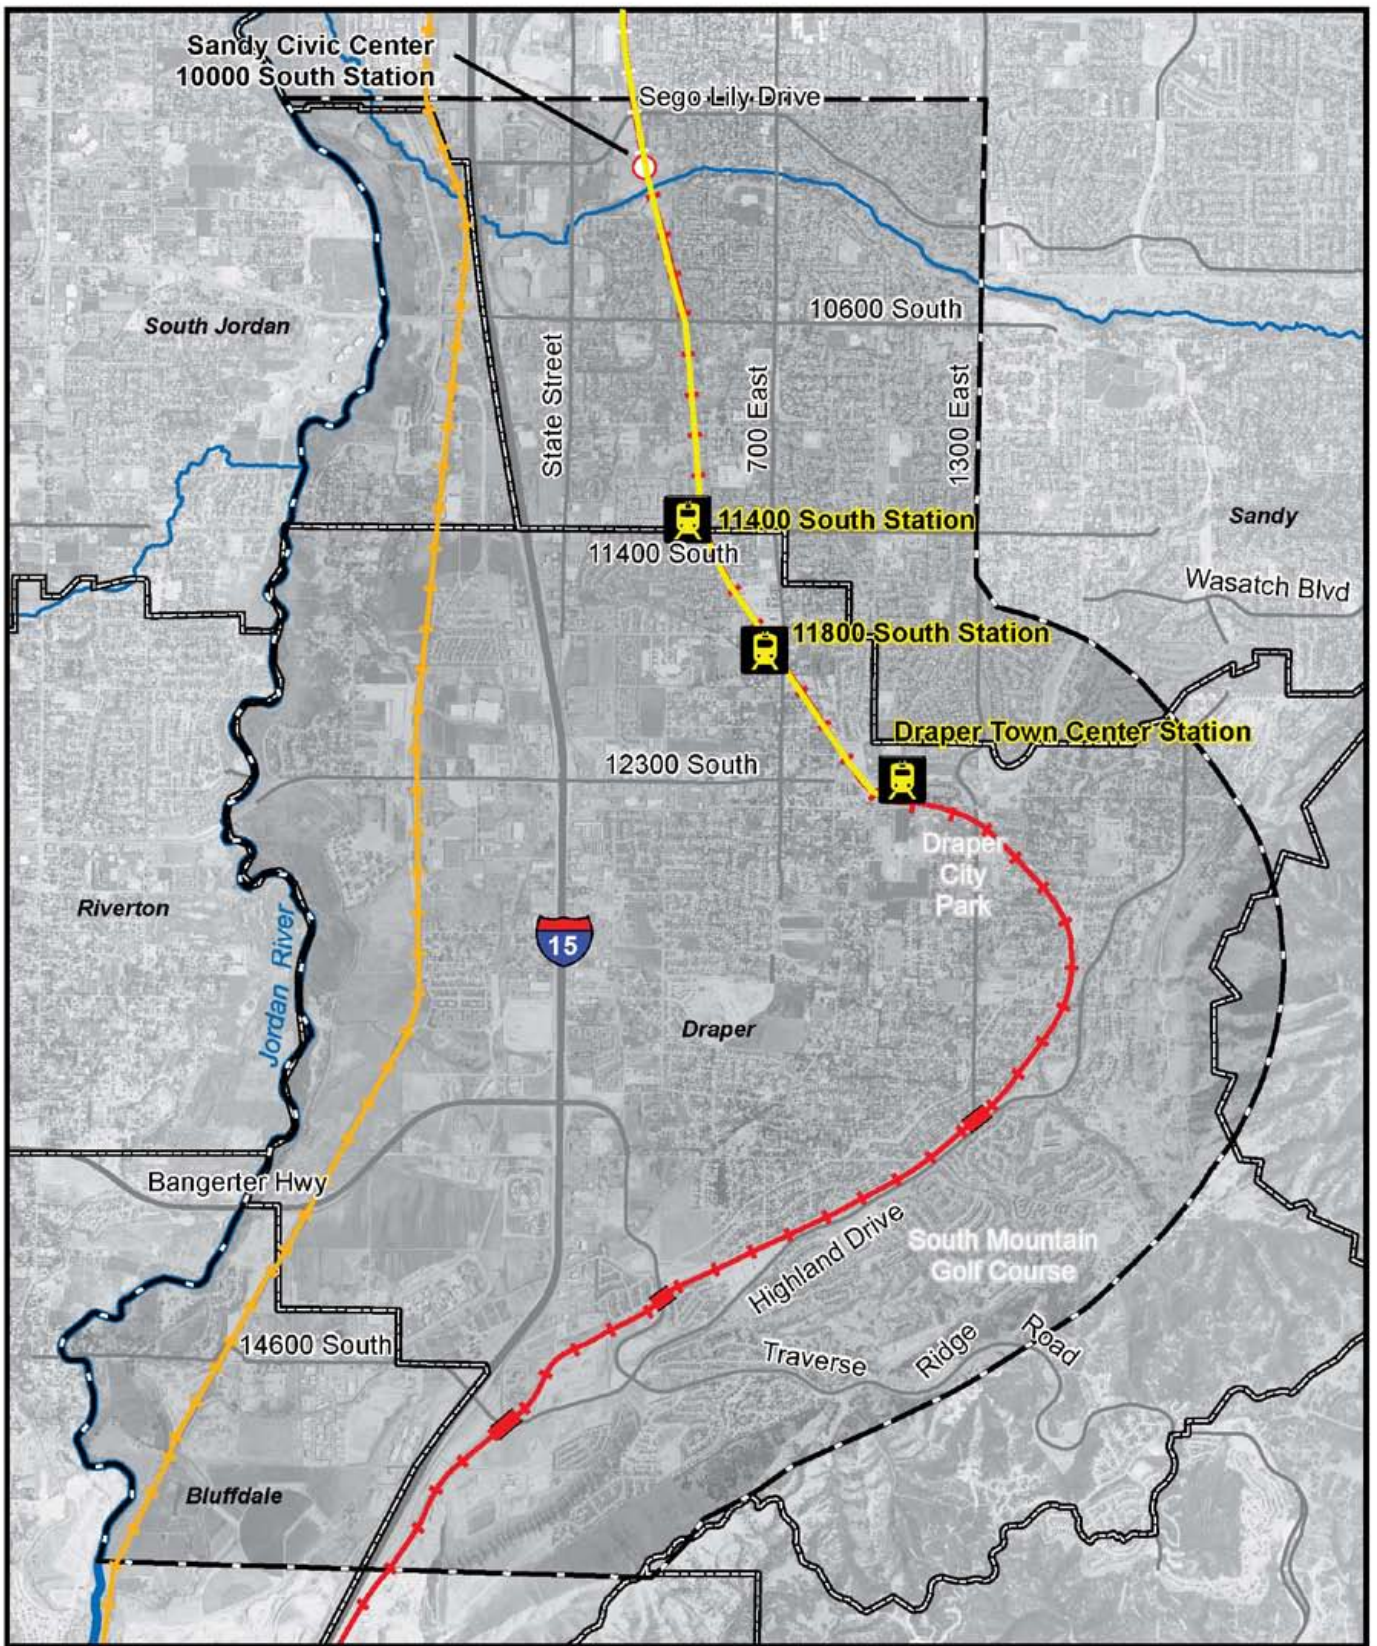 Sandy Civic Center
10000 South Station
Sego Lily Drive
South Jordan
10600 South
State Street
700 East
1300 East
11400 South Station
Sandy
11400 South
Wasatch Blvd
11800 South Station
Draper Town Center Station
12300 South
Draper
City
Park
Riverton
15
Jordan River
Draper
Bangerter Hwy
Highland Drive
South Mountain
Golf Course
14600 South
Traverse Ridge Road
Bluffdale